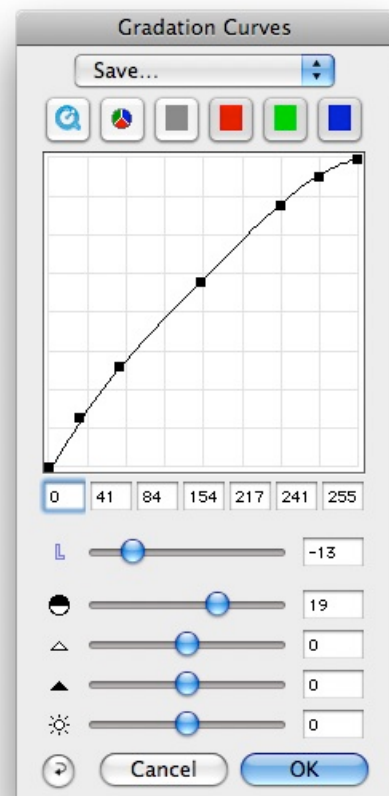 Gradation Curves
Save...
0 41 84 154 217 241 255
L -13
19
0
0
0
Cancel OK